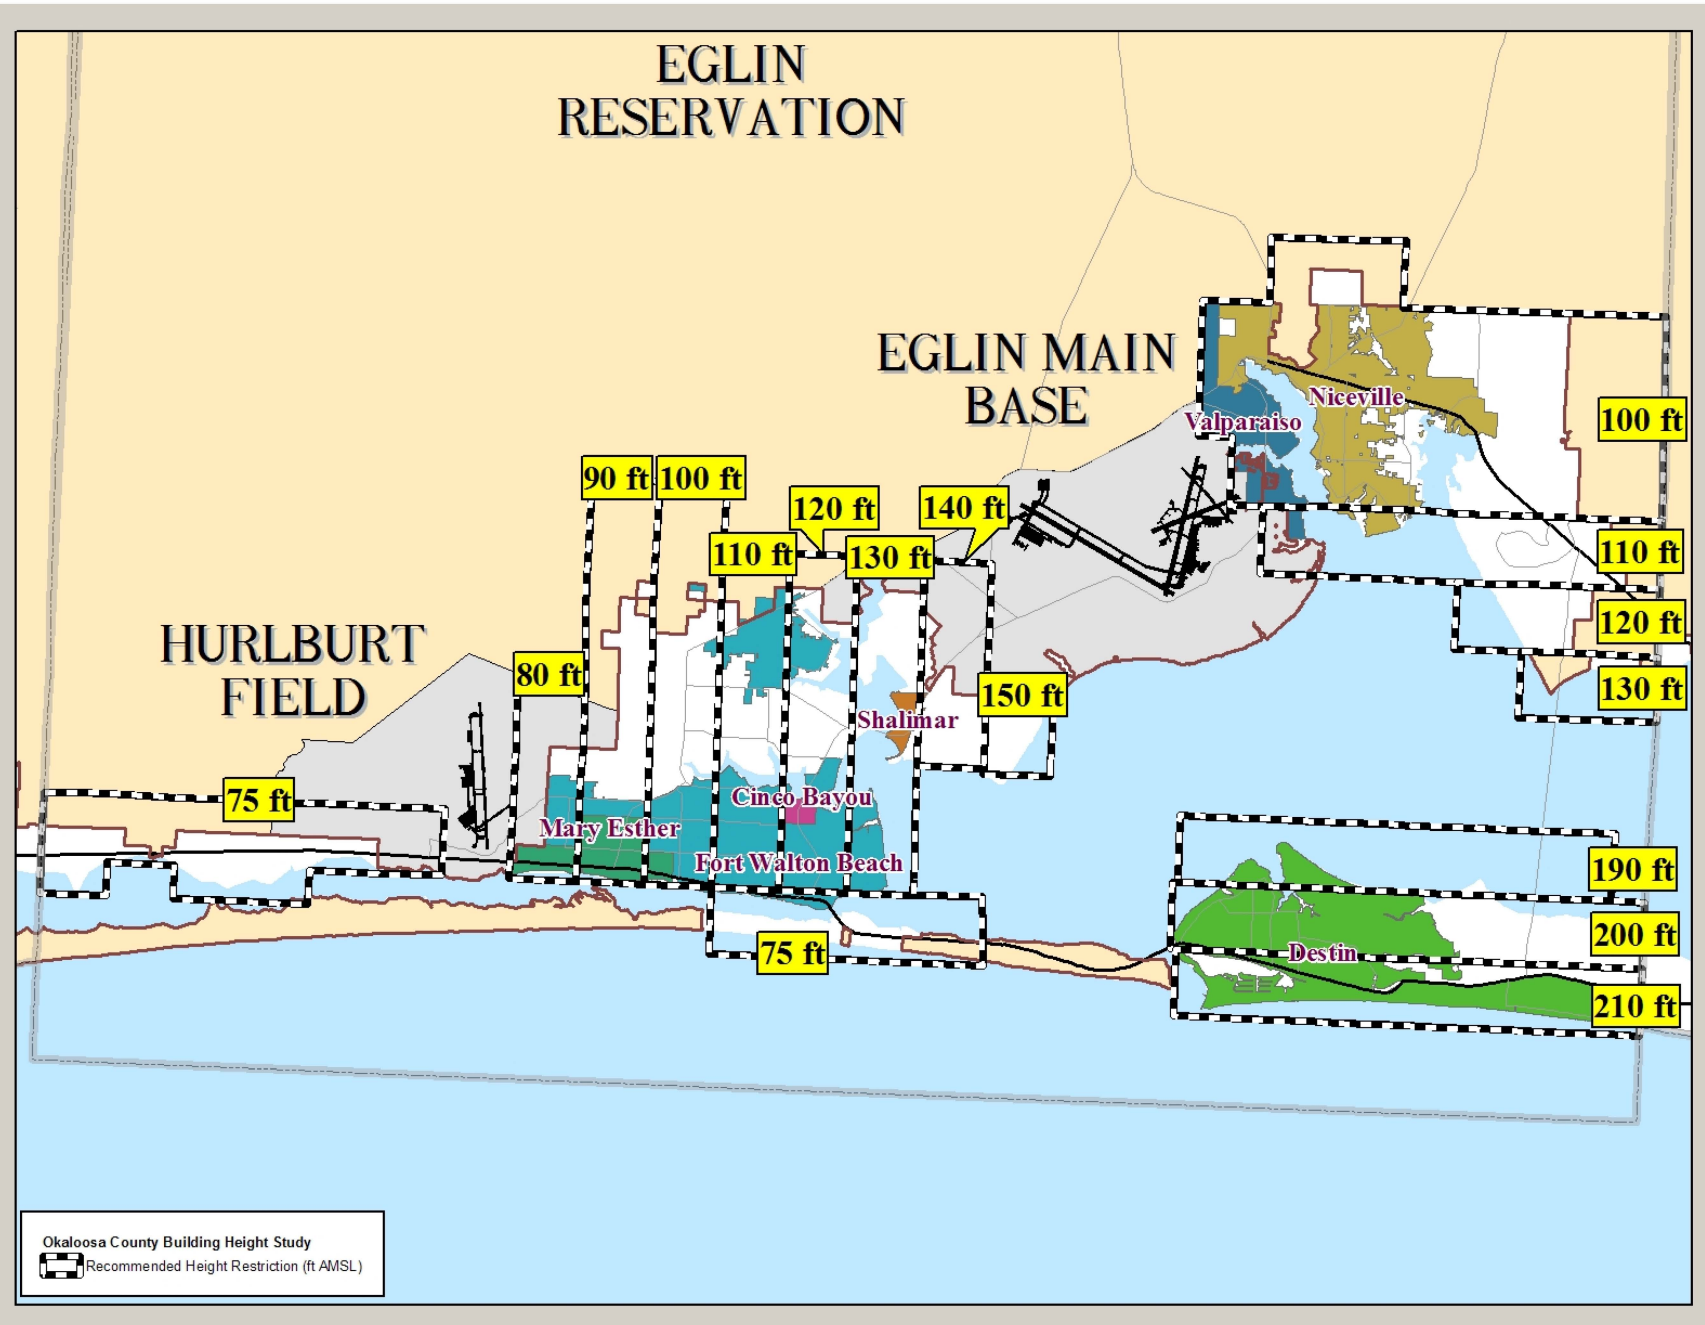 EGLIN
RESERVATION
EGLIN MAIN
BASE
Niceville
Valparaiso
100 ft
90 ft
100 ft
120 ft
140 ft
110 ft
130 ft
110 ft
120 ft
HURLBURT
FIELD
80 ft
150 ft
130 ft
Shalimar
75 ft
Cinco Bayou
Mary Esther
Fort Walton Beach
190 ft
200 ft
75 ft
Destin
210 ft
Okaloosa County Building Height Study
Recommended Height Restriction (ft AMSL)